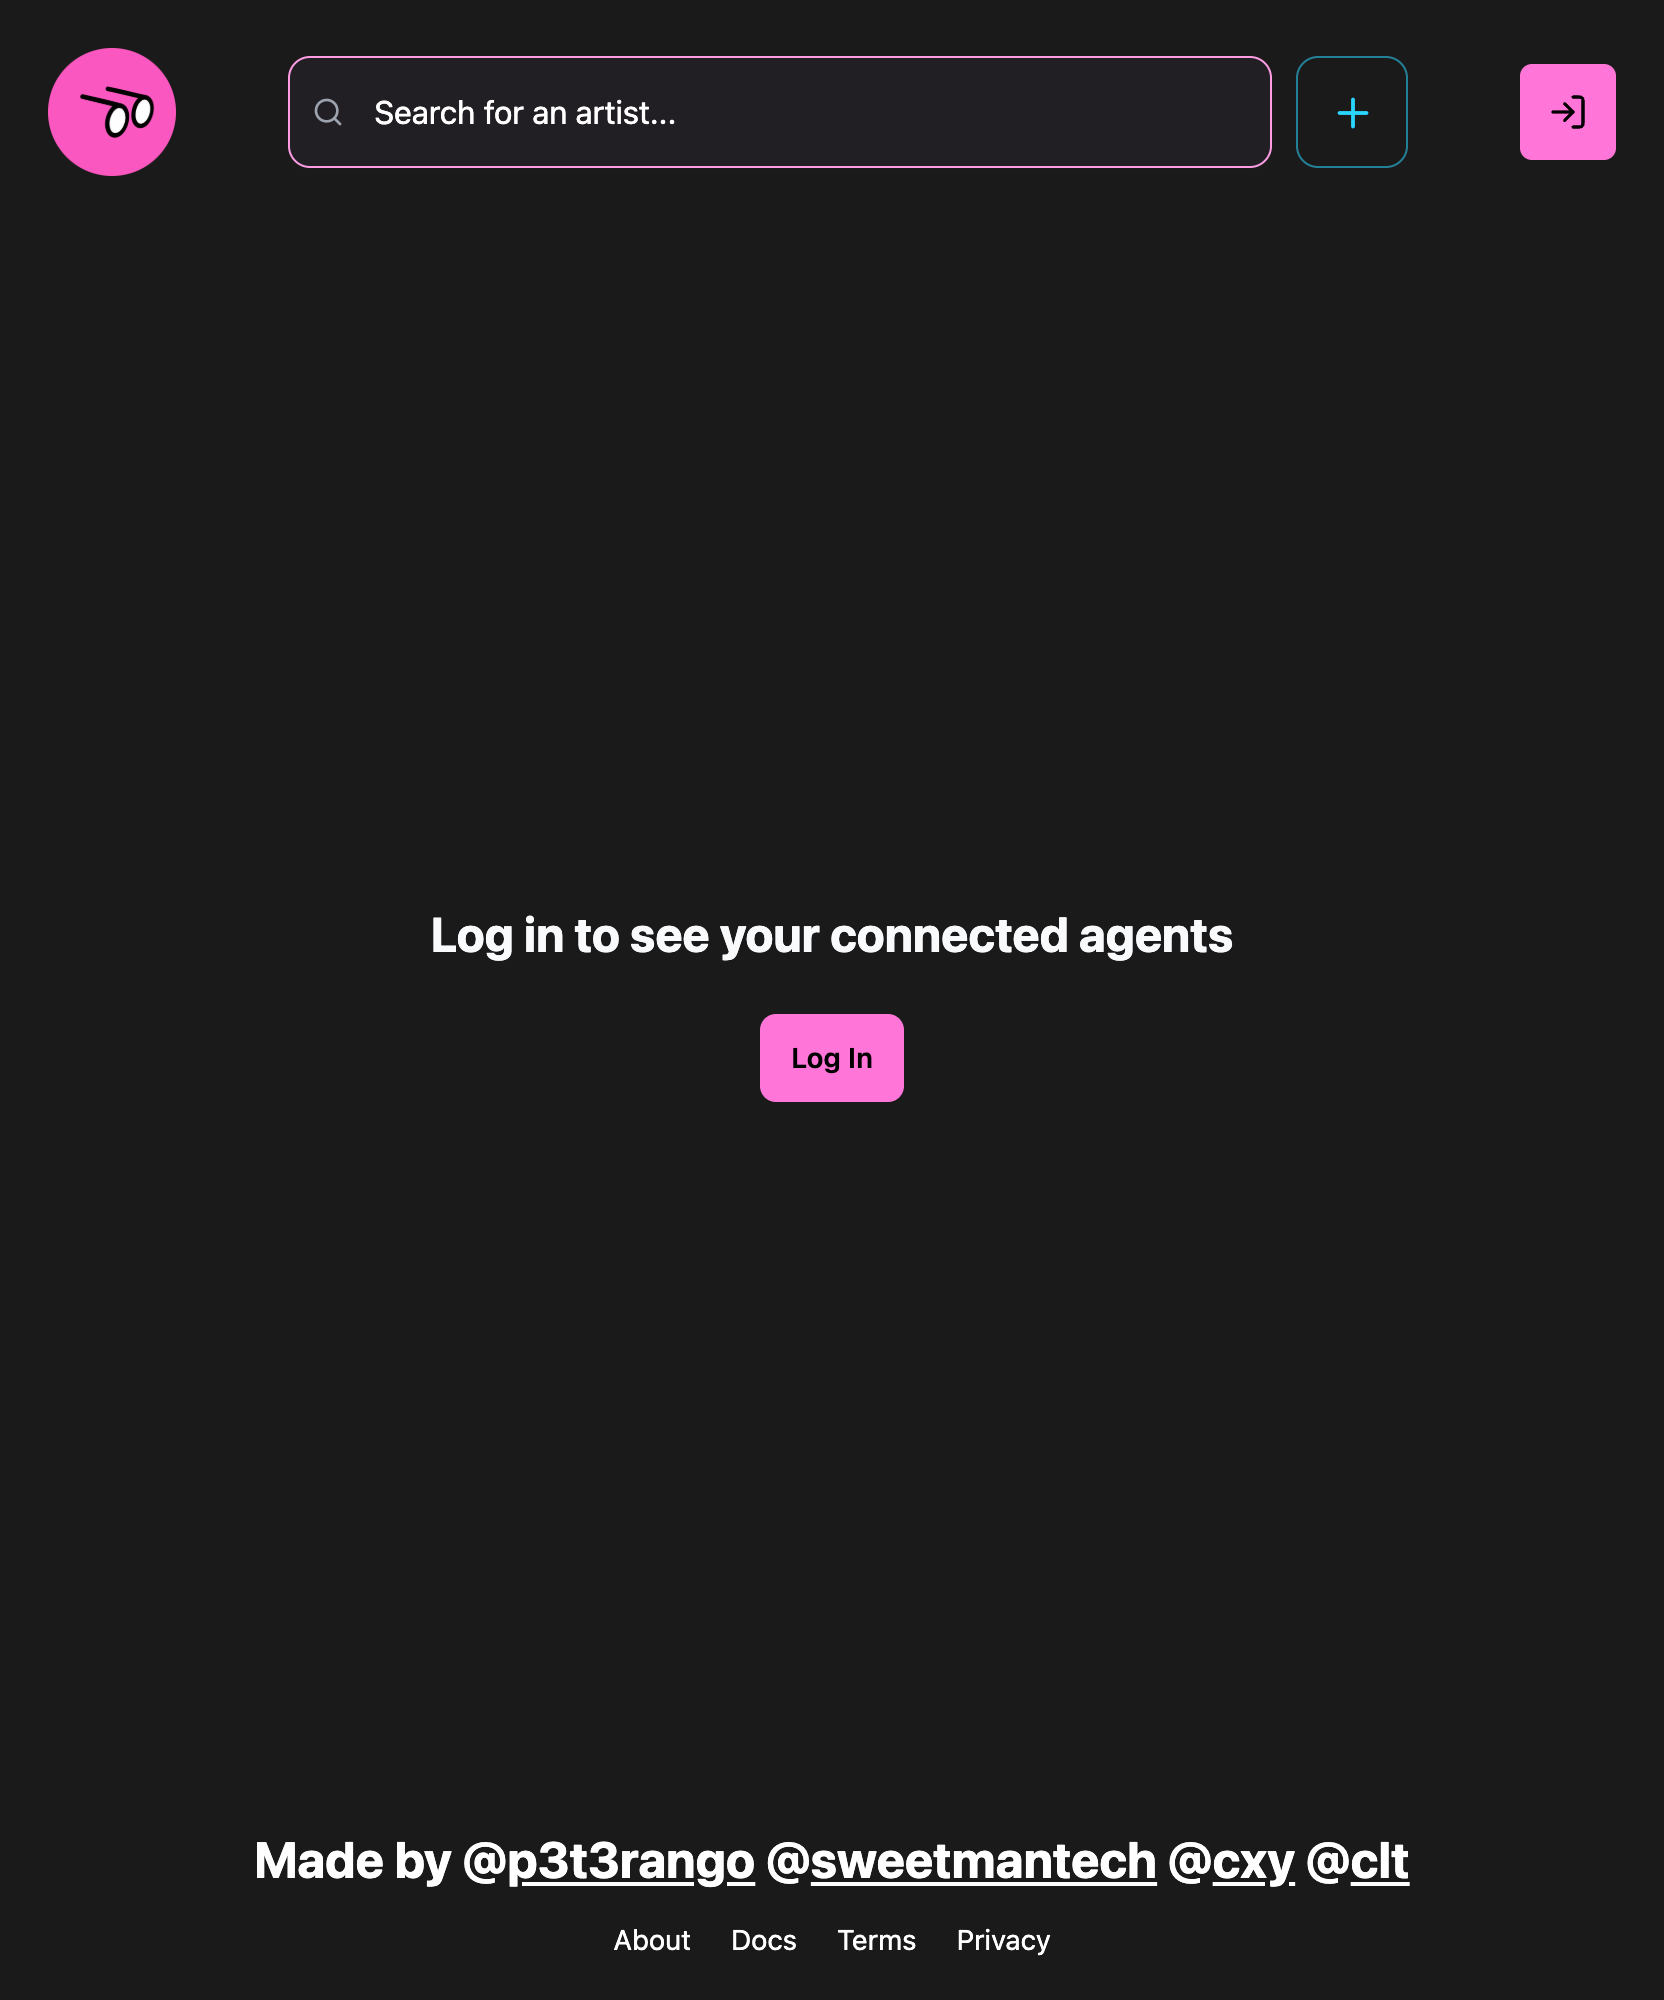 Search for an artist...
Log in to see your connected agents
Log In
Made by @p3t3rango @sweetmantech @cxy @clt
About Docs Terms Privacy